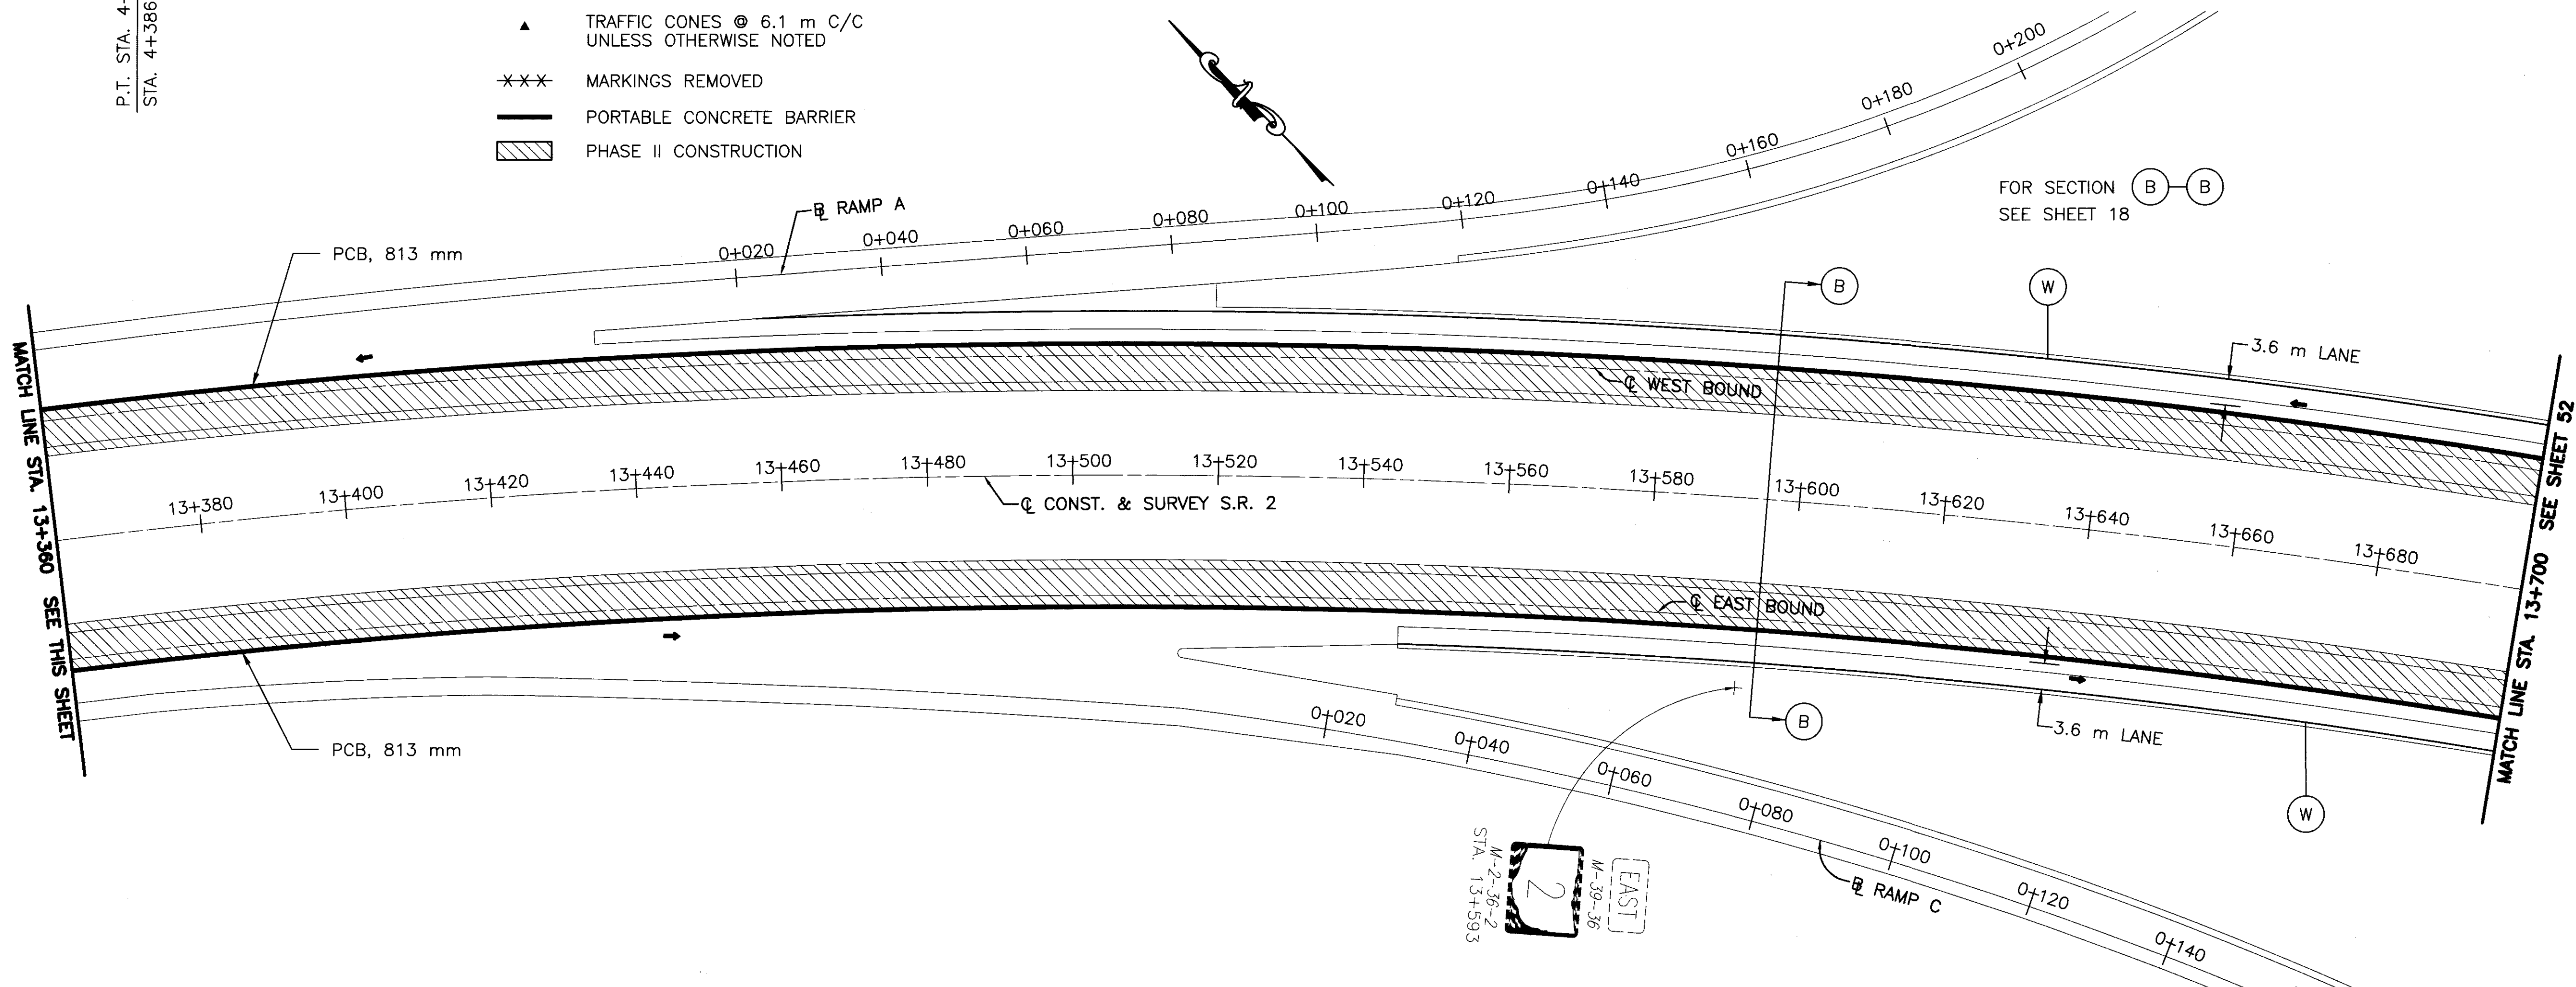 P.T. STA. 4+
STA. 4+386
TRAFFIC CONES @ 6.1 m C/C
UNLESS OTHERWISE NOTED
MARKINGS REMOVED
PORTABLE CONCRETE BARRIER
PHASE II CONSTRUCTION
0+200
0+180
0+160
0+140
0+120
0+100
0+080
0+060
0+040
0+020
BL RAMP A
FOR SECTION B B
SEE SHEET 18
PCB, 813 mm
B
W
3.6 m LANE
CL WEST BOUND
MATCH LINE STA. 13+360 SEE THIS SHEET
13+380
13+400
13+420
13+440
13+460
13+480
13+500
13+520
13+540
13+560
13+580
13+600
13+620
13+640
13+660
13+680
CL CONST. & SURVEY S.R. 2
MATCH LINE STA. 13+700 SEE SHEET 52
CL EAST BOUND
B
3.6 m LANE
W
PCB, 813 mm
0+020
0+040
0+060
0+080
0+100
0+120
0+140
BL RAMP C
EAST
M-39-36
2
M-2-36-2
STA. 13+593